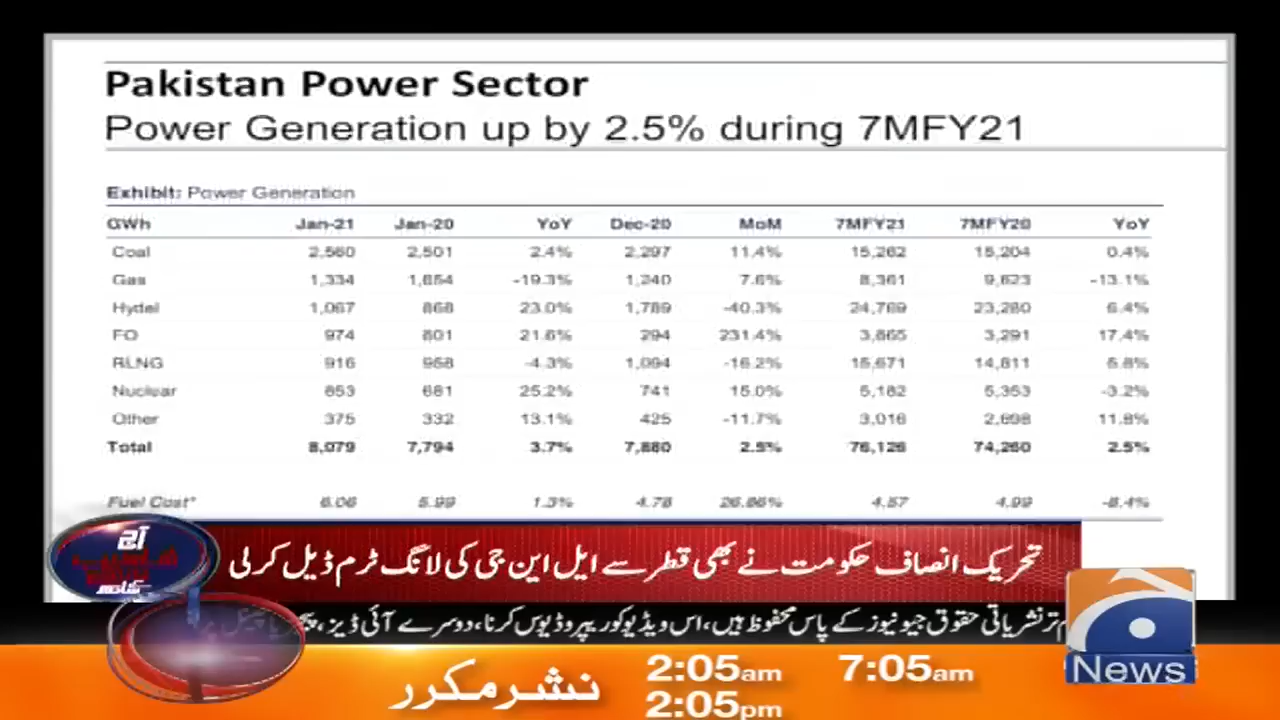 Pakistan Power Sector
Power Generation up by 2.5% during 7MFY21
Exhibit: Power Generation
GWh Jan-21 Jan-20 YoY Dec-20 MoM 7MFY21 7MFY20 YoY
Coal 2,560 2,501 2.4% 2,297 11.4% 15,262 15,204 0.4%
Gas 1,334 1,654 -19.3% 1,240 7.6% 8,361 9,623 -13.1%
Hydel 1,067 868 23.0% 1,789 -40.3% 24,769 23,280 6.4%
FO 974 801 21.6% 294 231.4% 3,865 3,291 17.4%
RLNG 916 958 -4.3% 1,094 -16.2% 15,671 14,811 5.8%
Nuclear 853 681 25.2% 741 15.0% 5,182 5,353 -3.2%
Other 375 332 13.1% 425 -11.7% 3,016 2,698 11.8%
Total 8,079 7,794 3.7% 7,880 2.5% 76,126 74,260 2.5%
Fuel Cost* 6.06 5.99 1.3% 4.78 26.86% 4.57 4.99 -8.4%
تحریک انصاف حکومت نے بھی قطر سے ایل این جی کی لانگ ٹرم ڈیل کرلی
آج
نشریاتی حقوق جیو نیوز کے پاس محفوظ ہیں، اس ویڈیو کو ریپروڈیوس کرنا، دوسرے آئی ڈیز،
نشر مکرر 2:05am 7:05am
2:05pm
News